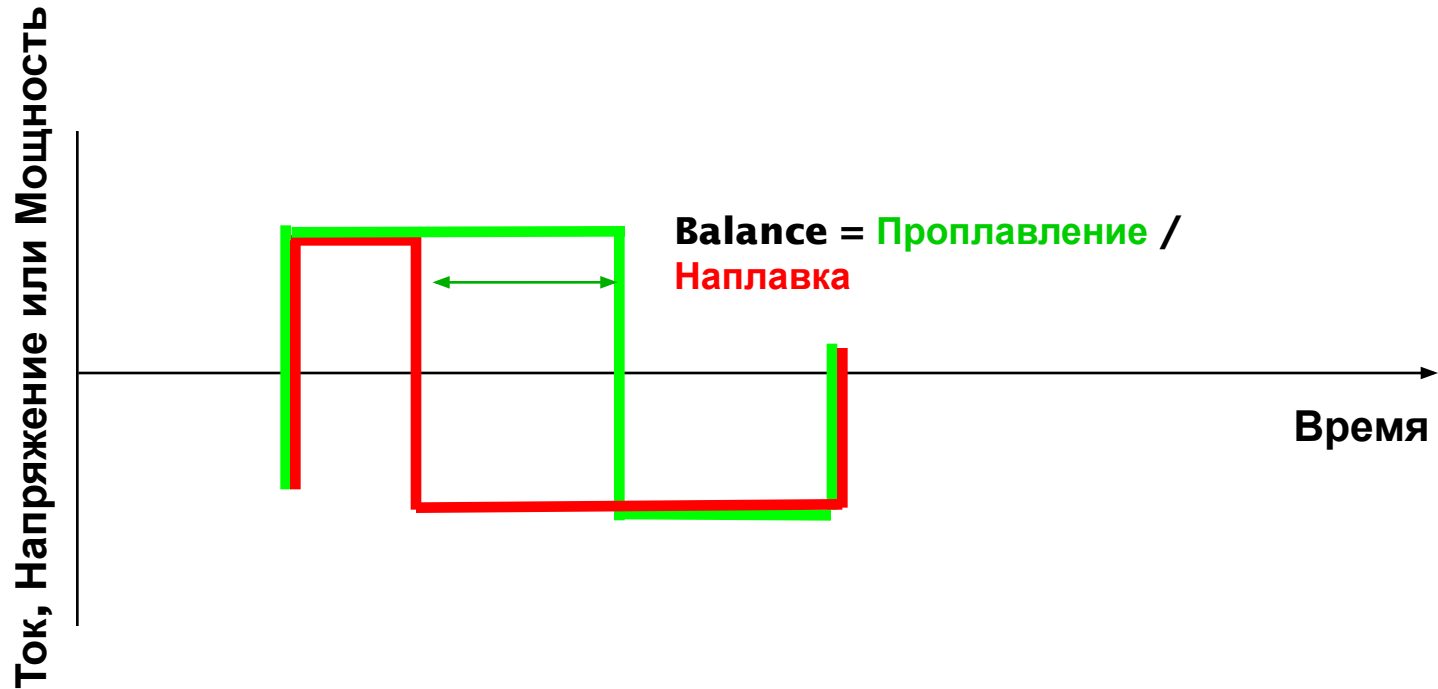 Ток, Напряжение или Мощность
Balance = Проплавление /
Наплавка
Время